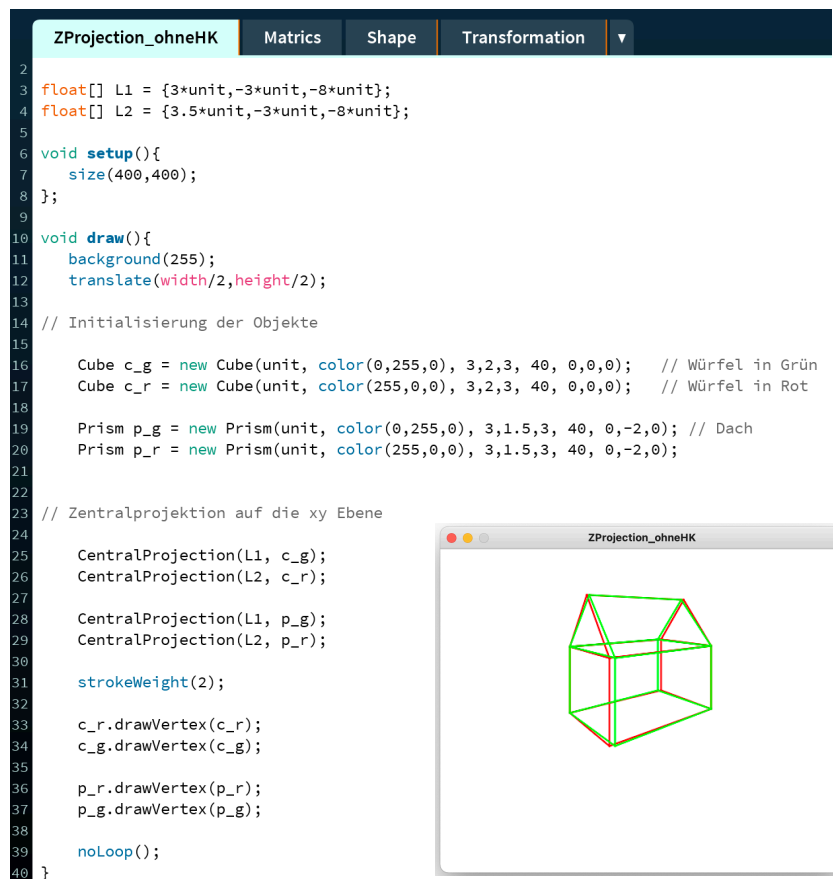 ZProjection_ohneHK Matrics Shape Transformation ▼
2
3 float[] L1 = {3*unit,-3*unit,-8*unit};
4 float[] L2 = {3.5*unit,-3*unit,-8*unit};
5
6 void setup(){
7 size(400,400);
8 };
9
10 void draw(){
11 background(255);
12 translate(width/2,height/2);
13
14 // Initialisierung der Objekte
15
16 Cube c_g = new Cube(unit, color(0,255,0), 3,2,3, 40, 0,0,0); // Würfel in Grün
17 Cube c_r = new Cube(unit, color(255,0,0), 3,2,3, 40, 0,0,0); // Würfel in Rot
18
19 Prism p_g = new Prism(unit, color(0,255,0), 3,1.5,3, 40, 0,-2,0); // Dach
20 Prism p_r = new Prism(unit, color(255,0,0), 3,1.5,3, 40, 0,-2,0);
21
22
23 // Zentralprojektion auf die xy Ebene
24
25 CentralProjection(L1, c_g);
26 CentralProjection(L2, c_r);
27
28 CentralProjection(L1, p_g);
29 CentralProjection(L2, p_r);
30
31 strokeWeight(2);
32
33 c_r.drawVertex(c_r);
34 c_g.drawVertex(c_g);
35
36 p_r.drawVertex(p_r);
37 p_g.drawVertex(p_g);
38
39 noLoop();
40 }
ZProjection_ohneHK